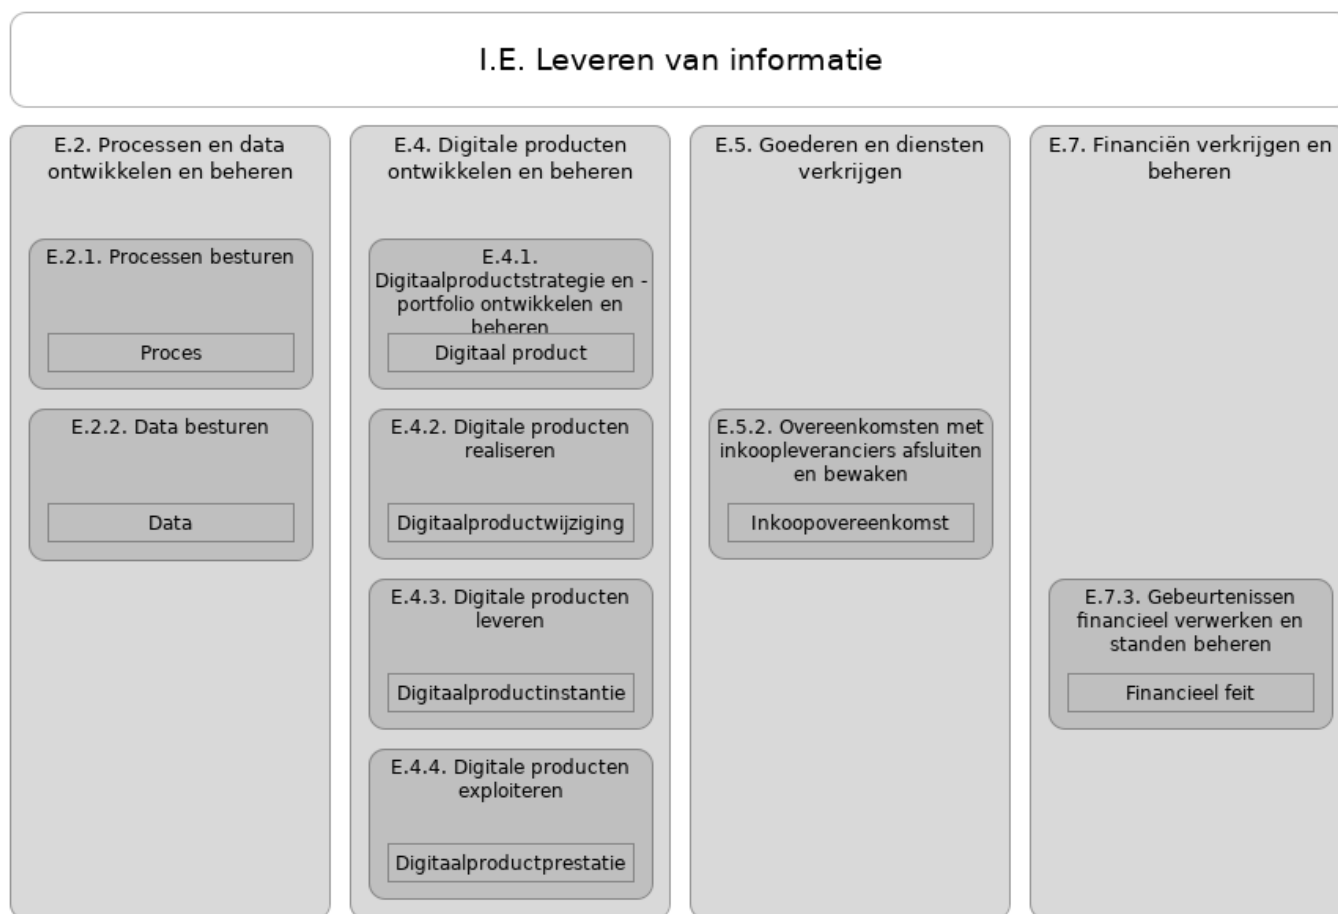 I.E. Leveren van informatie
E.2. Processen en data
ontwikkelen en beheren
E.2.1. Processen besturen
Proces
E.2.2. Data besturen
Data
E.4. Digitale producten
ontwikkelen en beheren
E.4.1.
Digitaalproductstrategie en -
portfolio ontwikkelen en
beheren
Digitaal product
E.4.2. Digitale producten
realiseren
Digitaalproductwijziging
E.4.3. Digitale producten
leveren
Digitaalproductinstantie
E.4.4. Digitale producten
exploiteren
Digitaalproductprestatie
E.5. Goederen en diensten
verkrijgen
E.5.2. Overeenkomsten met
inkoopleveranciers afsluiten
en bewaken
Inkoopovereenkomst
E.7. Financiën verkrijgen en
beheren
E.7.3. Gebeurtenissen
financieel verwerken en
standen beheren
Financieel feit